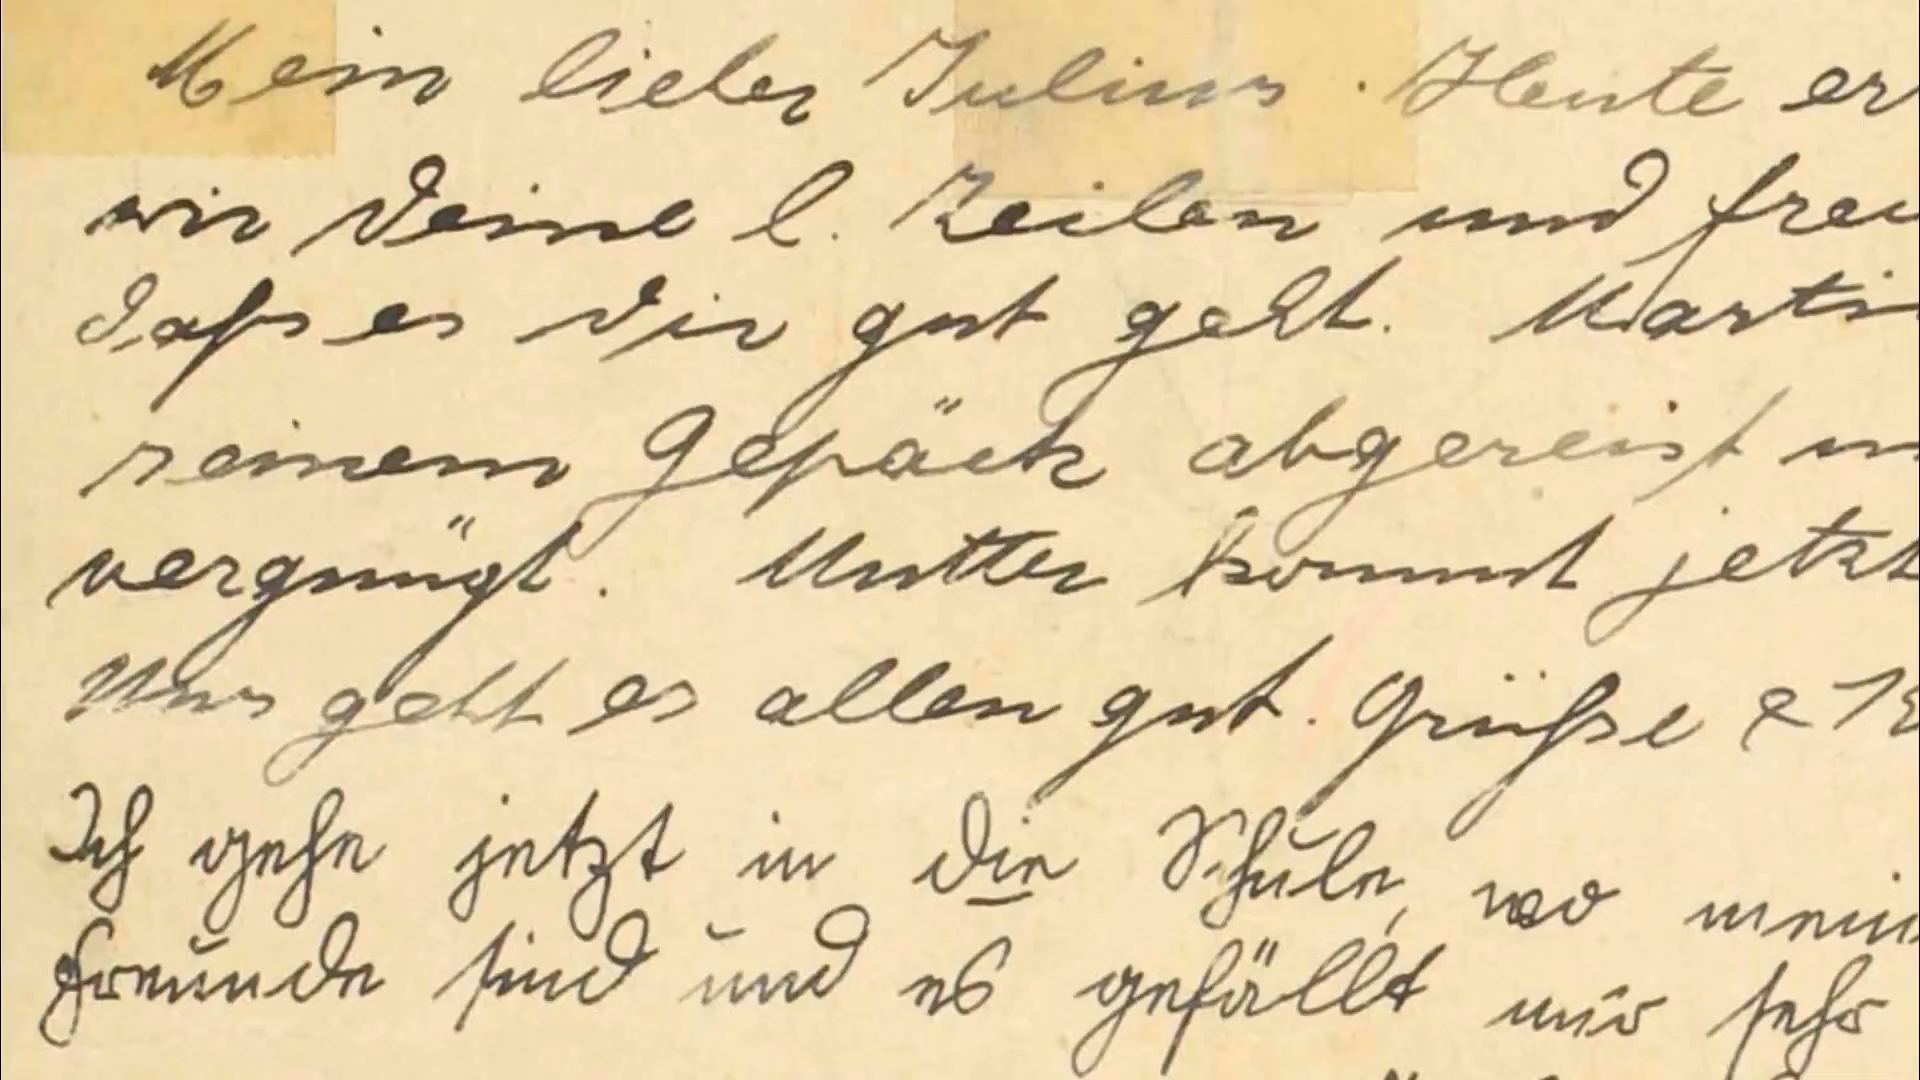 Mein lieber Julius. Heute er
wir Deine l. Zeilen und freu
dass es Dir gut geht. Marti
seinem Gepäck abgereist un
vergnügt. Mutter kommt jetzt
Uns geht es allen gut. Grüße &
Ich gehe jetzt in die Schule, wo mein
Freunde sind und es gefällt mir sehr